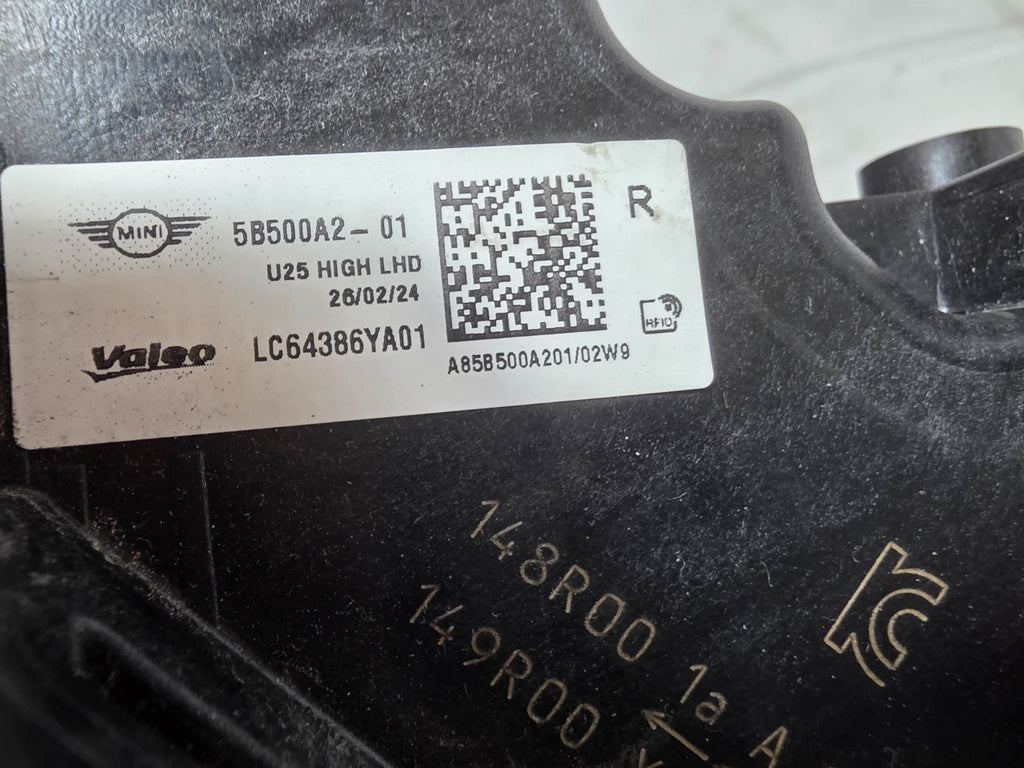 MINI
5B500A2-01
U25 HIGH LHD
26/02/24
Valeo
LC64386YA01
R
RFID
A85B500A201/02W9
148R00 1a A
149R00